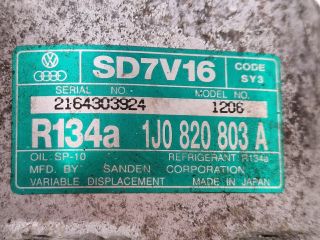 SD7V16 CODE SY3
SERIAL NO. MODEL NO.
2164303924 1206
R134a 1J0 820 803 A
OIL: SP-10 REFRIGERANT R134a
MFD. BY SANDEN CORPORATION
VARIABLE DISPLACEMENT MADE IN JAPAN